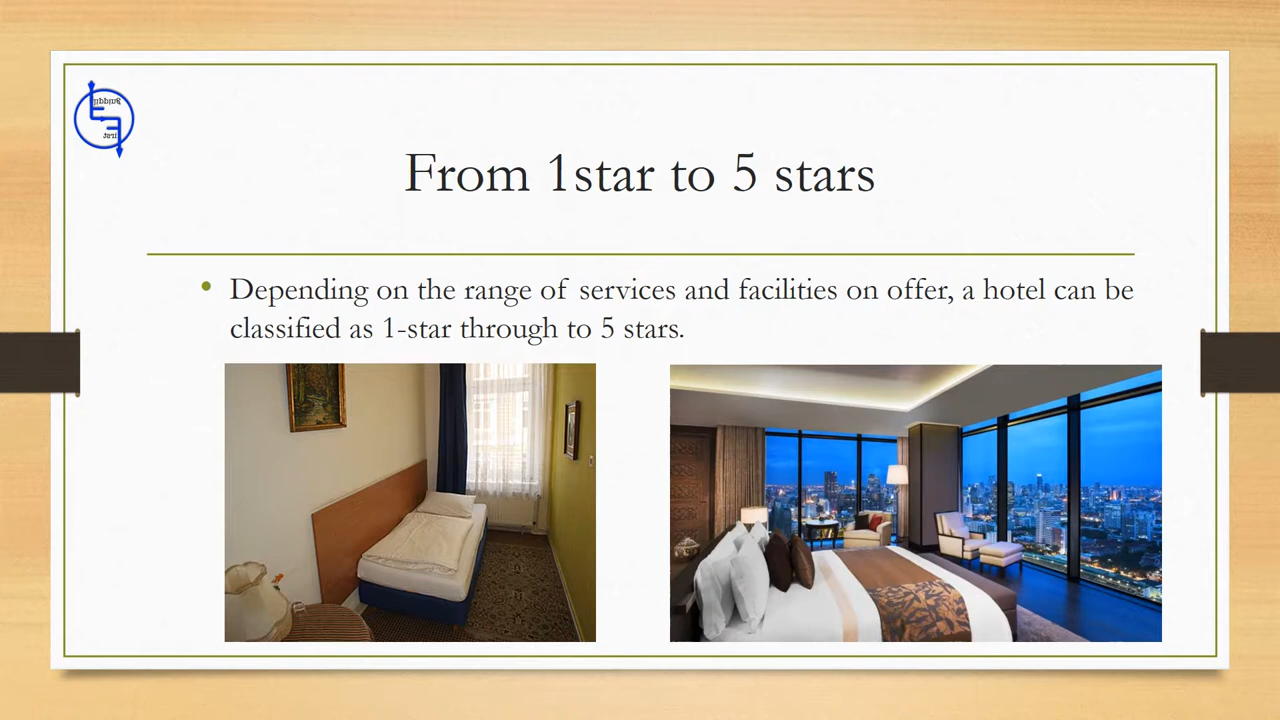 From 1star to 5 stars
Depending on the range of services and facilities on offer, a hotel can be
classified as 1-star through to 5 stars.